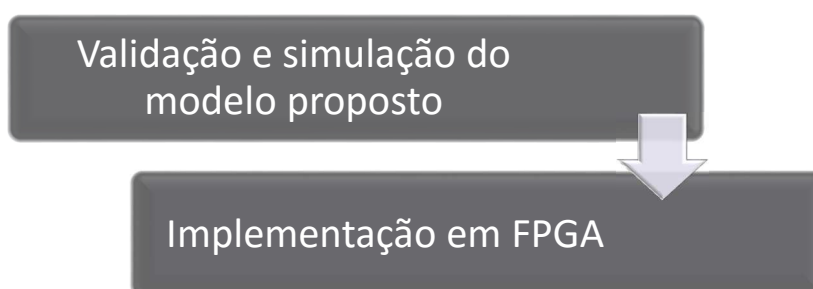 Validação e simulação do
modelo proposto
Implementação em FPGA